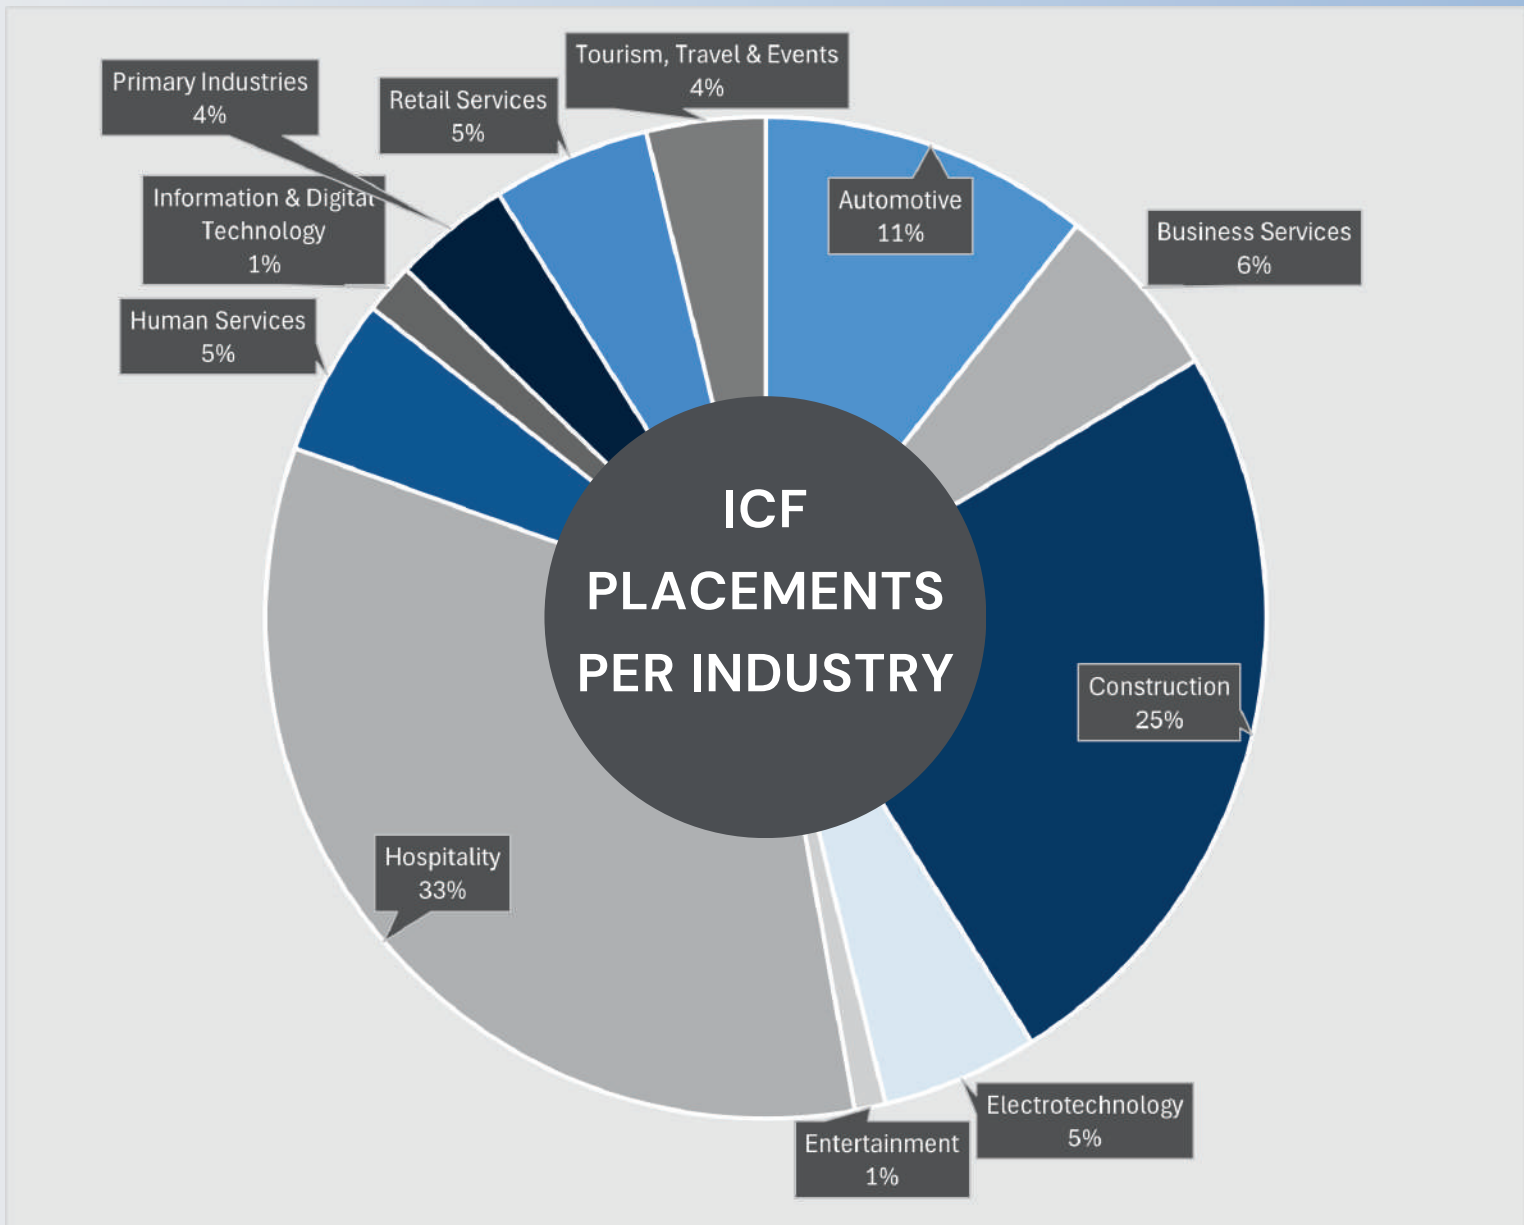 Tourism, Travel & Events
4%
Primary Industries
4%
Retail Services
5%
Information & Digital
Technology
1%
Automotive
11%
Business Services
6%
Human Services
5%
ICF
PLACEMENTS
PER INDUSTRY
Construction
25%
Hospitality
33%
Electrotechnology
5%
Entertainment
1%